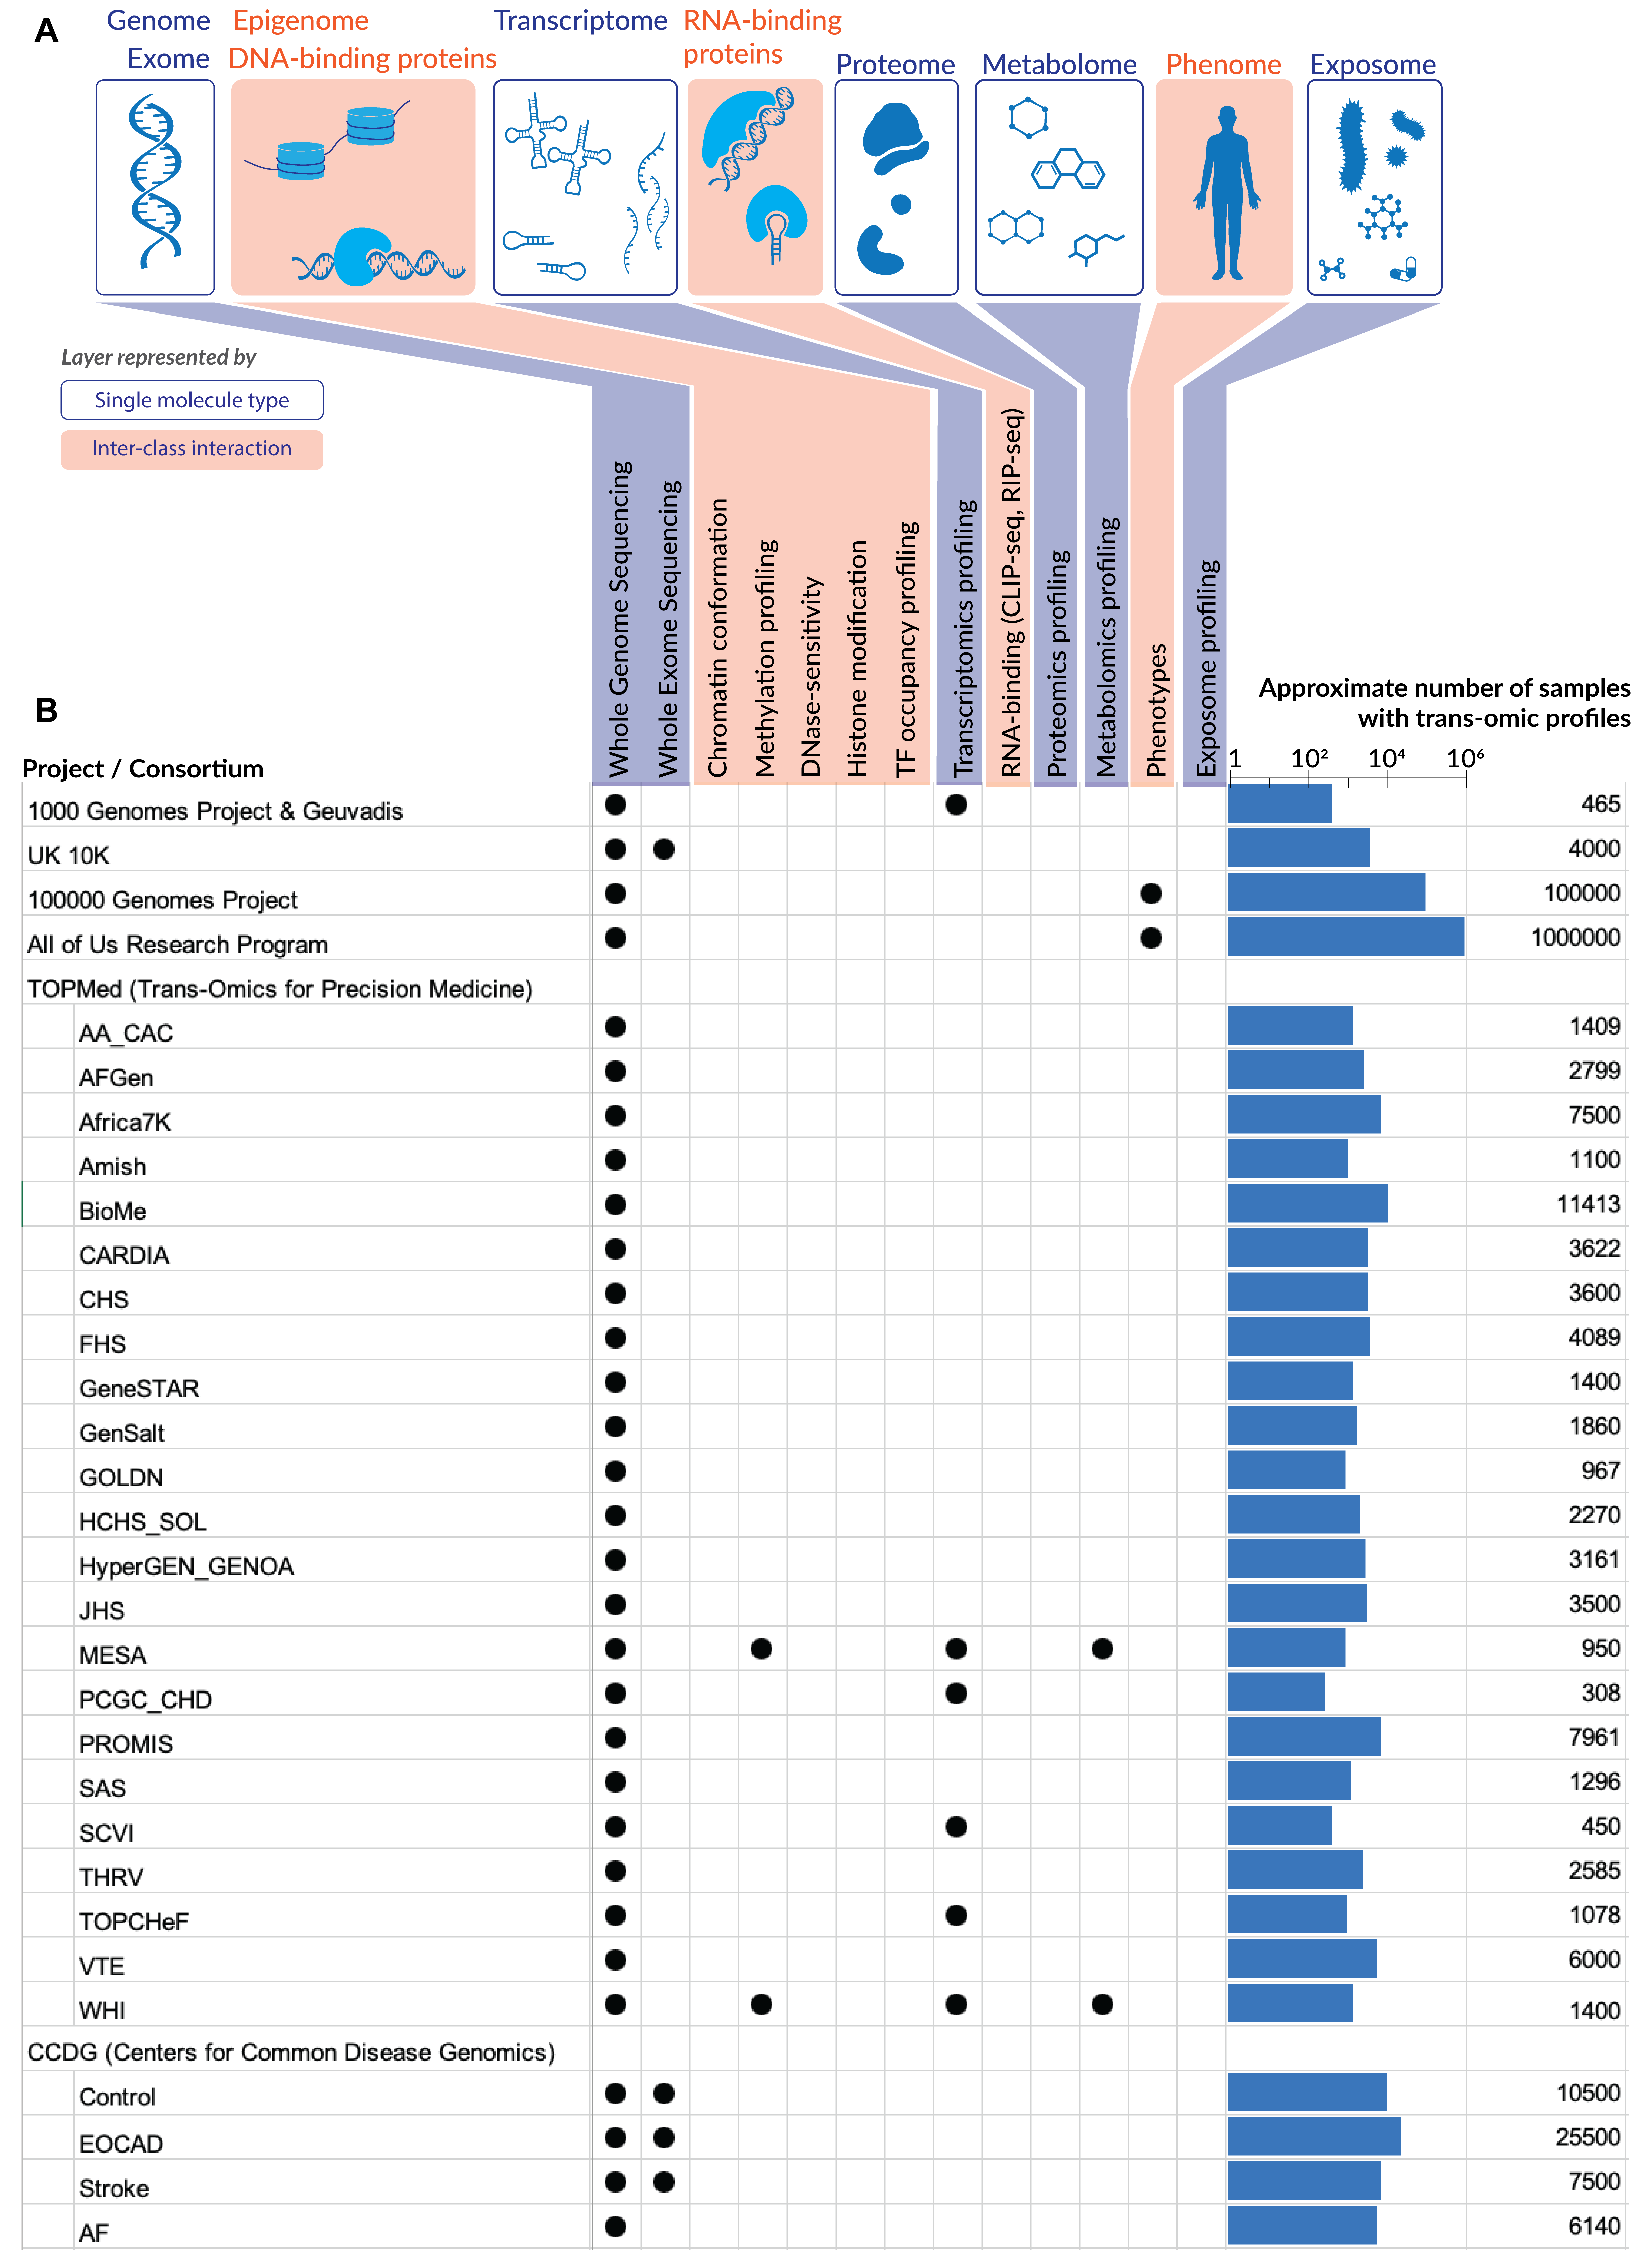 A
Genome
Exome
Epigenome
DNA-binding proteins
Transcriptome
RNA-binding
proteins
Proteome
Metabolome
Phenome
Exposome
Layer represented by
Single molecule type
Inter-class interaction
Whole Genome Sequencing
Whole Exome Sequencing
Chromatin conformation
Methylation profiling
DNase-sensitivity
Histone modification
TF occupancy profiling
Transcriptomics profiling
RNA-binding (CLIP-seq, RIP-seq)
Proteomics profiling
Metabolomics profiling
Phenotypes
Exposome profiling
B
Approximate number of samples
with trans-omic profiles
Project / Consortium
1 10² 10⁴ 10⁶
1000 Genomes Project & Geuvadis 465
UK 10K 4000
100000 Genomes Project 100000
All of Us Research Program 1000000
TOPMed (Trans-Omics for Precision Medicine)
AA_CAC 1409
AFGen 2799
Africa7K 7500
Amish 1100
BioMe 11413
CARDIA 3622
CHS 3600
FHS 4089
GeneSTAR 1400
GenSalt 1860
GOLDN 967
HCHS_SOL 2270
HyperGEN_GENOA 3161
JHS 3500
MESA 950
PCGC_CHD 308
PROMIS 7961
SAS 1296
SCVI 450
THRV 2585
TOPCHeF 1078
VTE 6000
WHI 1400
CCDG (Centers for Common Disease Genomics)
Control 10500
EOCAD 25500
Stroke 7500
AF 6140